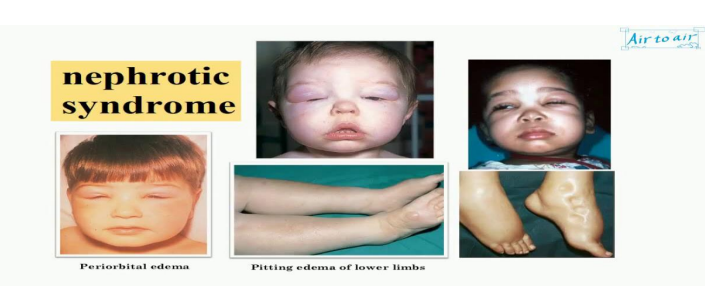 Air to air
nephrotic
syndrome
Periorbital edema
Pitting edema of lower limbs